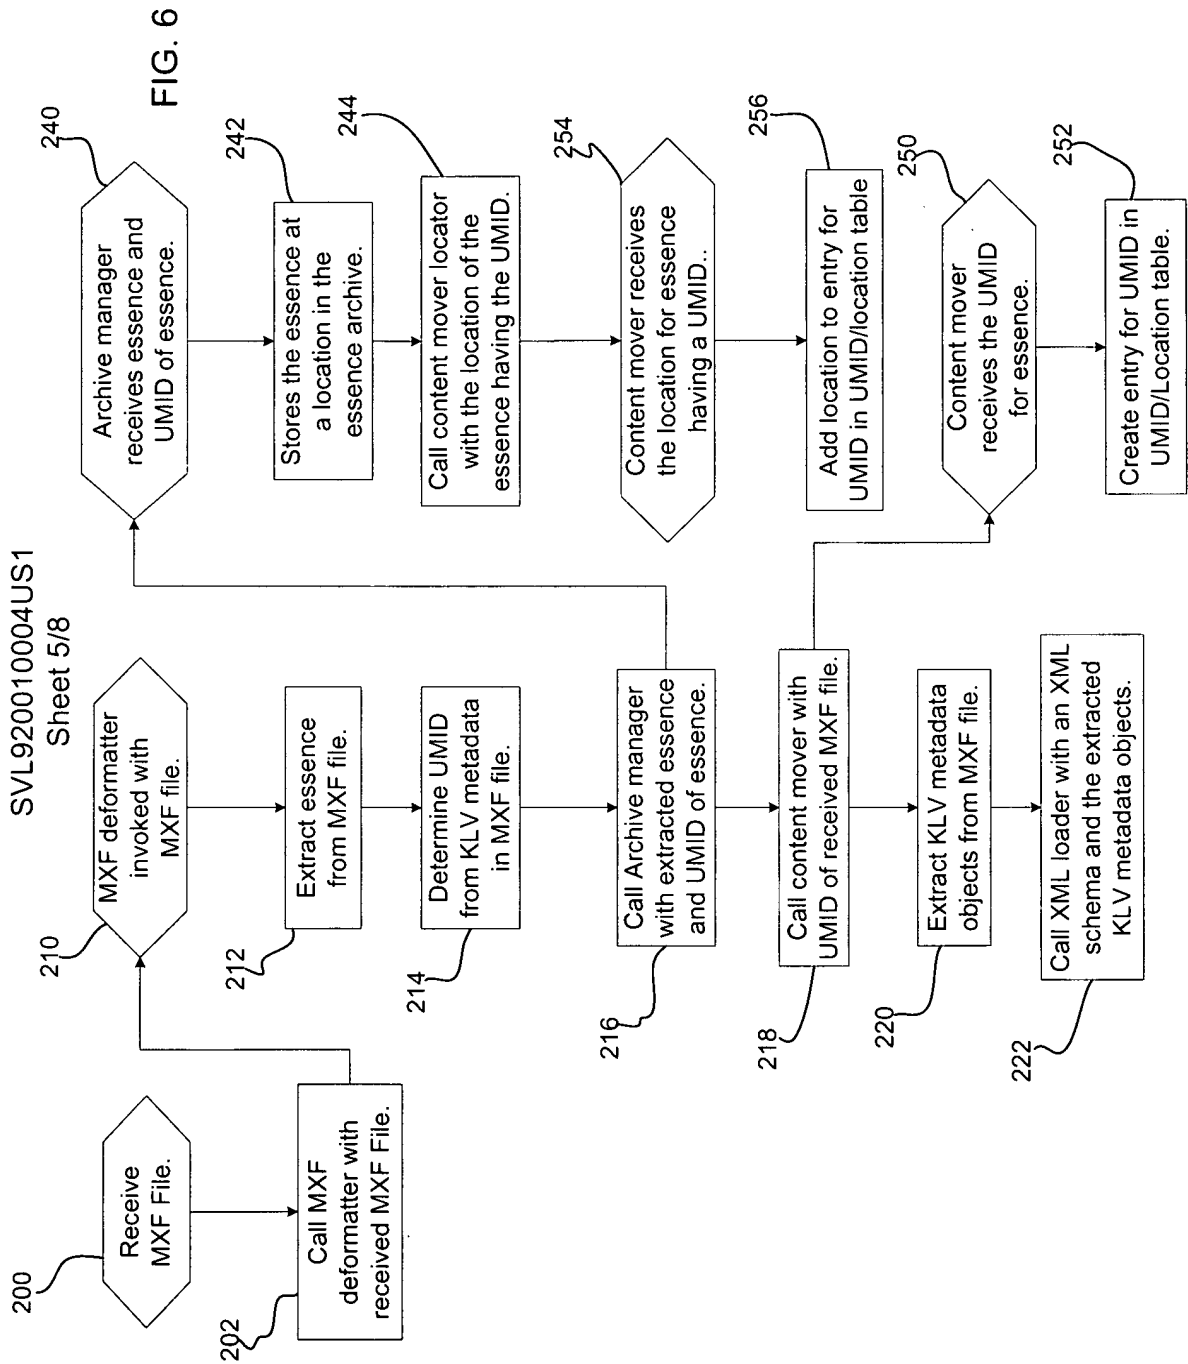 SVL920010004US1
Sheet 5/8
FIG. 6
200
Receive
MXF File.
202
Call MXF
deformatter with
received MXF File.
210
MXF deformatter
invoked with
MXF file.
212
Extract essence
from MXF file.
214
Determine UMID
from KLV metadata
in MXF file.
216
Call Archive manager
with extracted essence
and UMID of essence.
218
Call content mover with
UMID of received MXF file.
220
Extract KLV metadata
objects from MXF file.
222
Call XML loader with an XML
schema and the extracted
KLV metadata objects.
240
Archive manager
receives essence and
UMID of essence.
242
Stores the essence at
a location in the
essence archive.
244
Call content mover locator
with the location of the
essence having the UMID.
254
Content mover receives
the location for essence
having a UMID..
256
Add location to entry for
UMID in UMID/location table
250
Content mover
receives the UMID
for essence.
252
Create entry for UMID in
UMID/Location table.